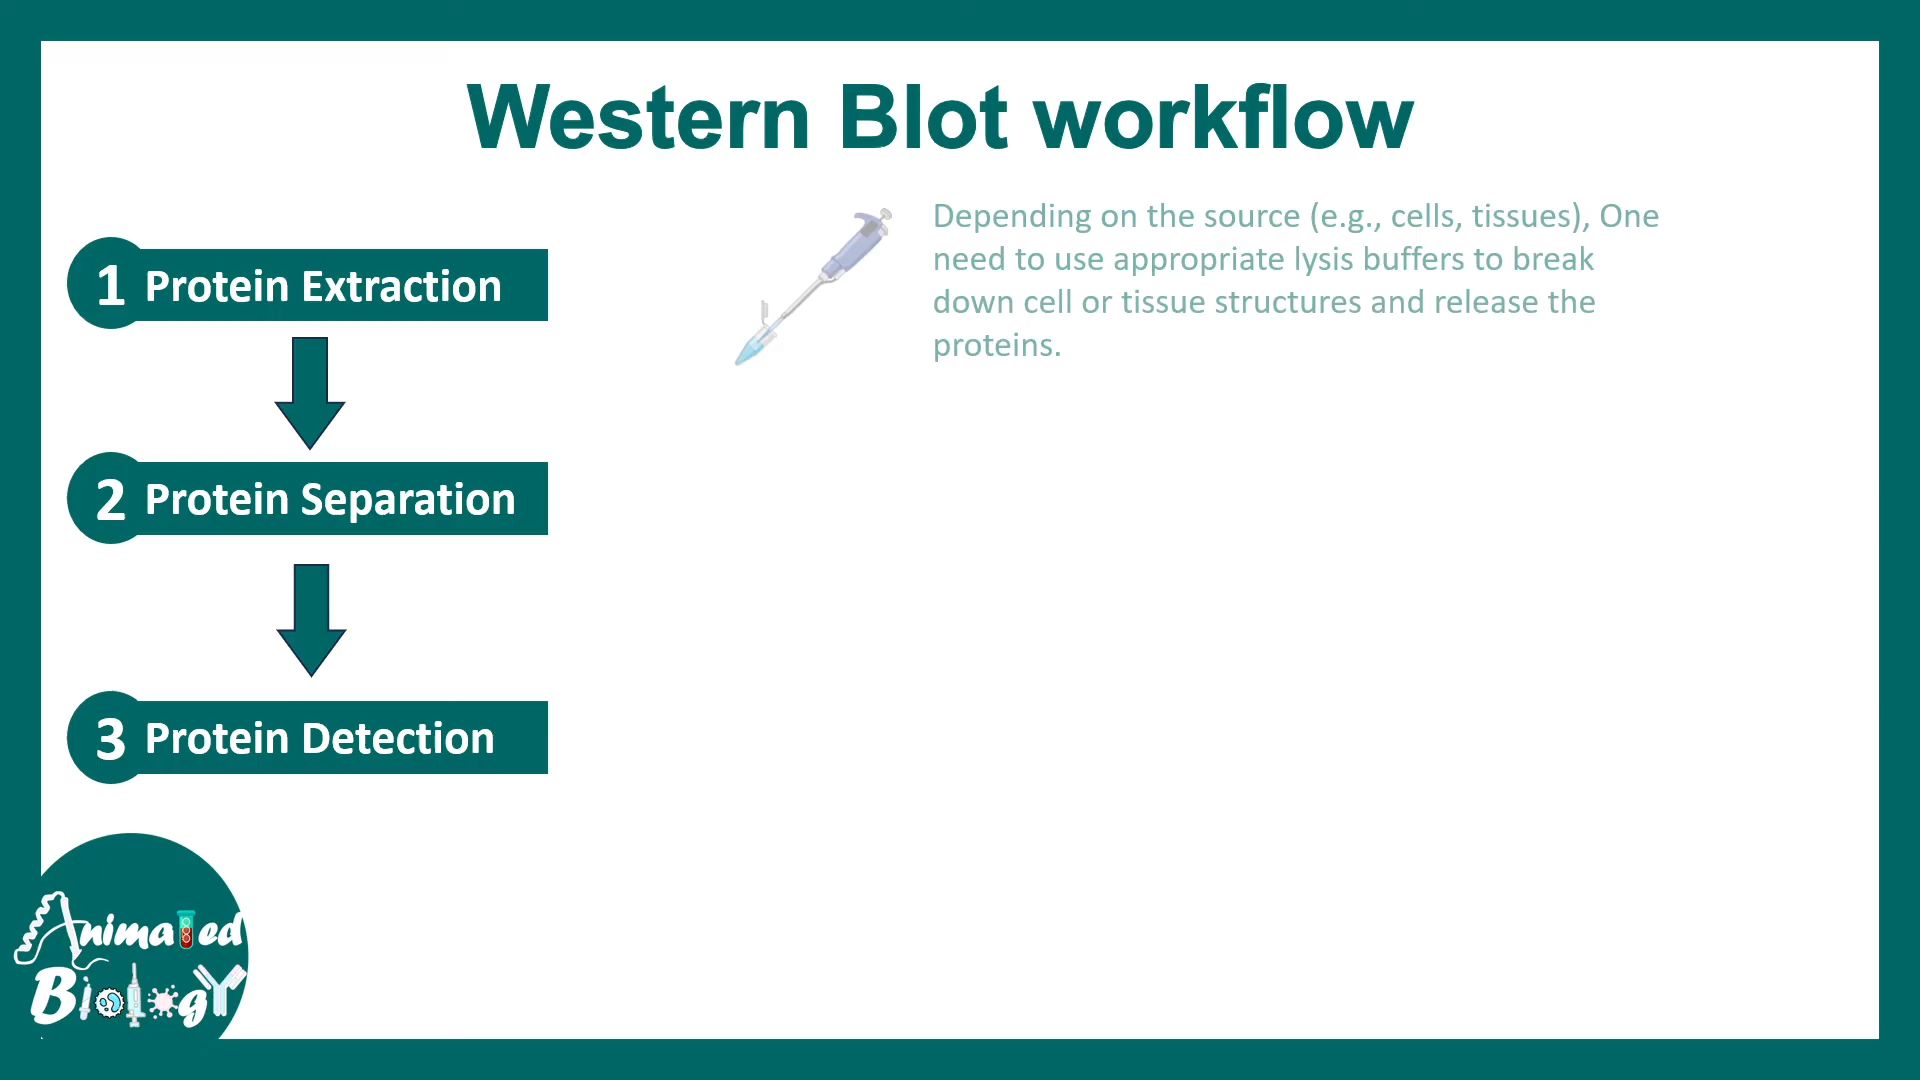 Western Blot workflow
1 Protein Extraction
Depending on the source (e.g., cells, tissues), One
need to use appropriate lysis buffers to break
down cell or tissue structures and release the
proteins.
2 Protein Separation
3 Protein Detection
Animated
Biology